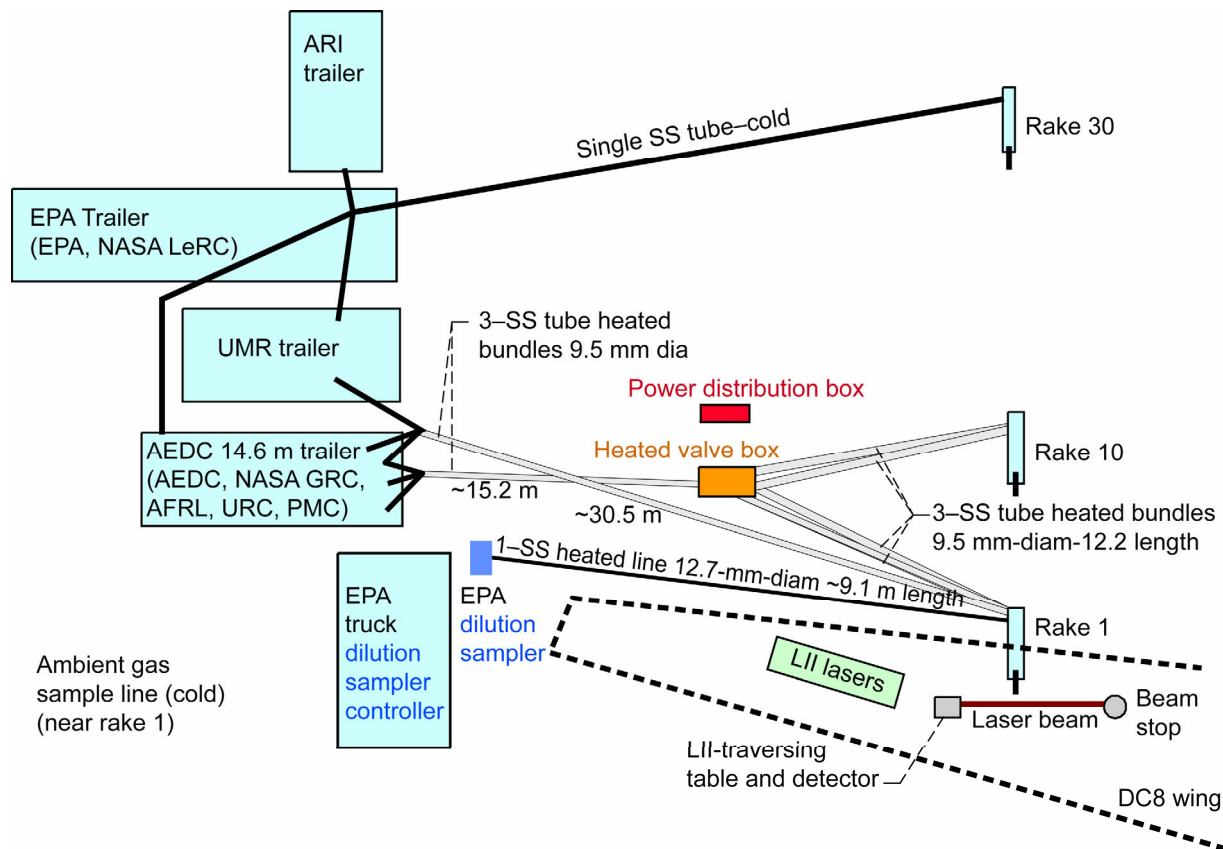 ARI
trailer
Single SS tube–cold
Rake 30
EPA Trailer
(EPA, NASA LeRC)
UMR trailer
3–SS tube heated
bundles 9.5 mm dia
Power distribution box
Heated valve box
AEDC 14.6 m trailer
(AEDC, NASA GRC,
AFRL, URC, PMC)
~15.2 m
~30.5 m
Rake 10
3–SS tube heated bundles
9.5 mm-diam-12.2 length
1–SS heated line 12.7-mm-diam ~9.1 m length
EPA
truck
dilution
sampler
controller
EPA
dilution
sampler
Rake 1
LII lasers
Ambient gas
sample line (cold)
(near rake 1)
Laser beam
Beam
stop
LII-traversing
table and detector
DC8 wing